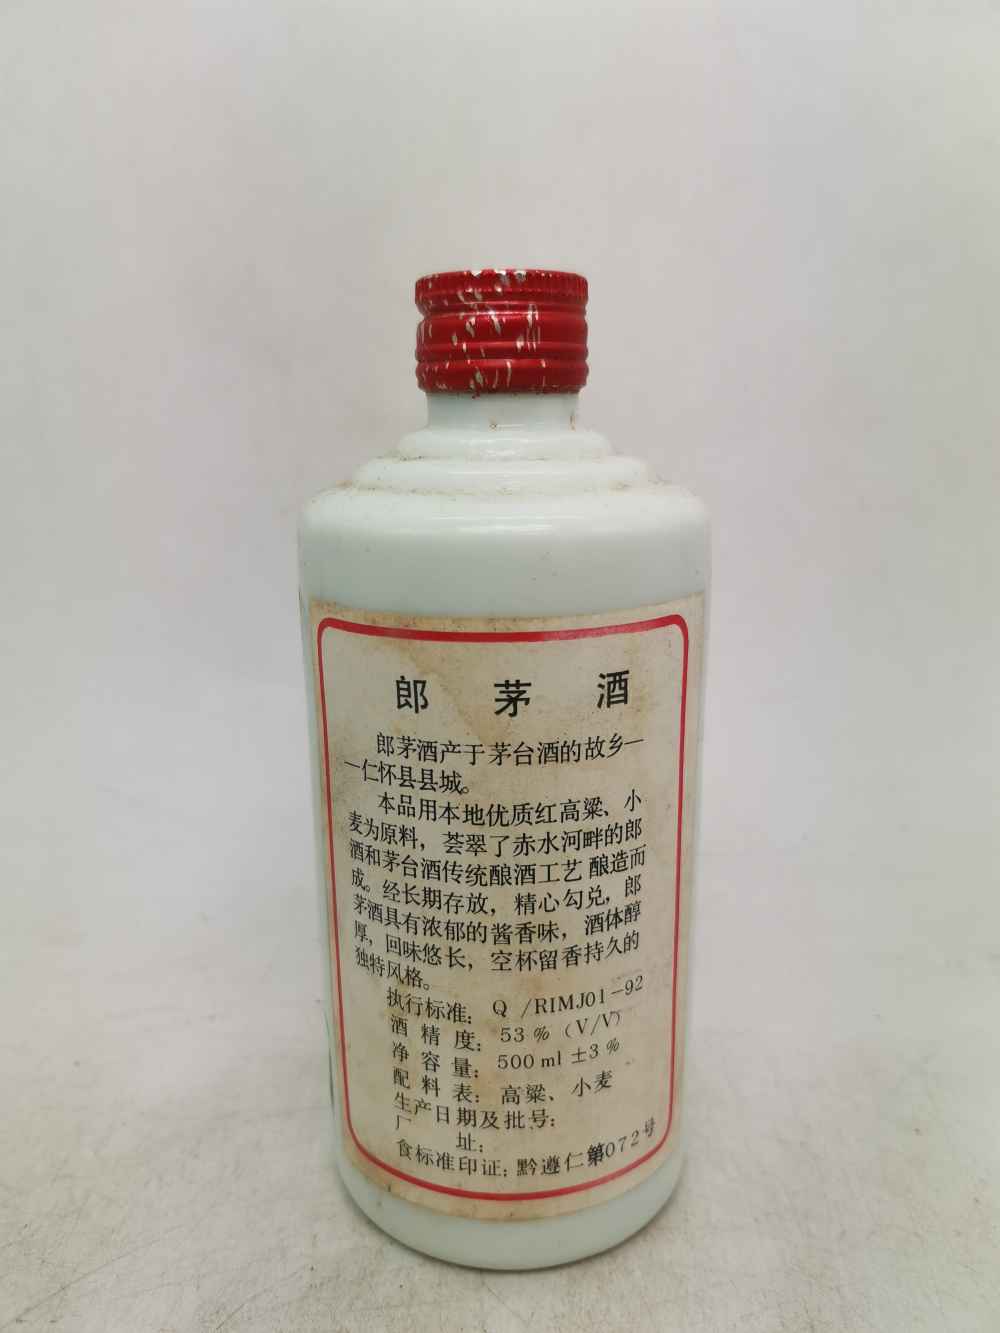 郎茅酒
郎茅酒产于茅台酒的故乡—
—仁怀县县城。
本品用本地优质红高粱、小
麦为原料，荟翠了赤水河畔的郎
酒和茅台酒传统酿酒工艺酿造而
成。经长期存放，精心勾兑，郎
茅酒具有浓郁的酱香味，酒体醇
厚，回味悠长，空杯留香持久的
独特风格。
执行标准：Q/RIMJ01-92
酒精度：53%（V/V）
净容量：500ml±3%
配料表：高粱、小麦
生产日期及批号：
厂址：
食标准印证：黔遵仁第072号